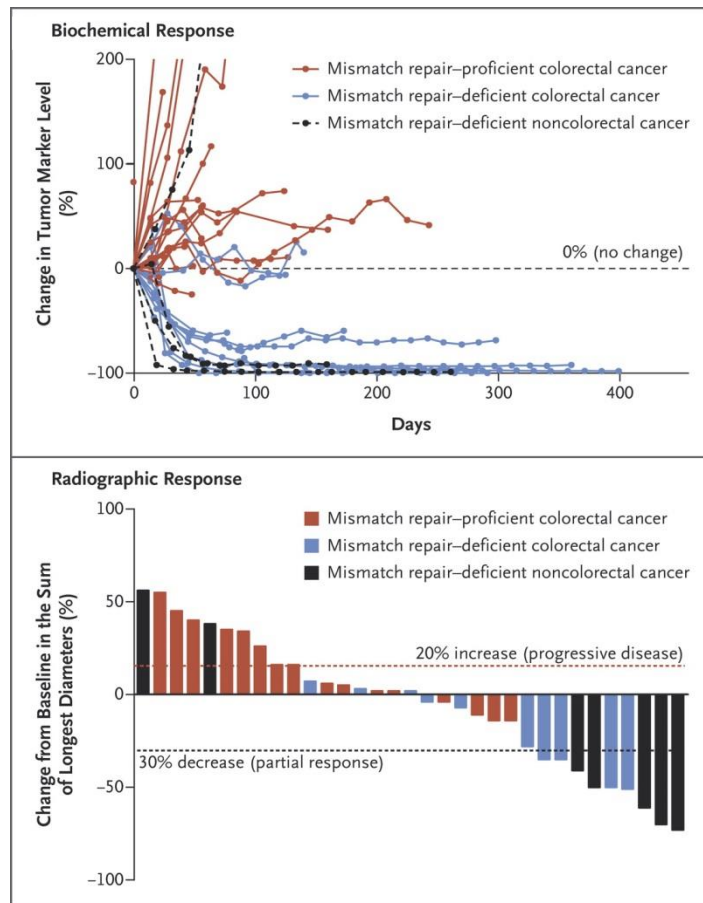 Biochemical Response
200
100
0
−100
Change in Tumor Marker Level
(%)
Mismatch repair–proficient colorectal cancer
Mismatch repair–deficient colorectal cancer
Mismatch repair–deficient noncolorectal cancer
0% (no change)
0
100
200
300
400
Days
Radiographic Response
100
50
0
−50
−100
Change from Baseline in the Sum
of Longest Diameters (%)
Mismatch repair–proficient colorectal cancer
Mismatch repair–deficient colorectal cancer
Mismatch repair–deficient noncolorectal cancer
20% increase (progressive disease)
30% decrease (partial response)